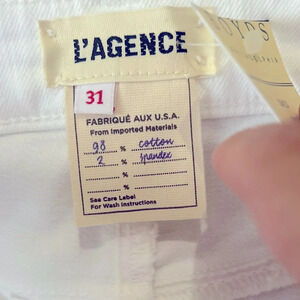 L'AGENCE
31
FABRIQUÉ AUX U.S.A.
From Imported Materials
98 % cotton
2 % spandex
%
%
%
See Care Label
For Wash Instructions